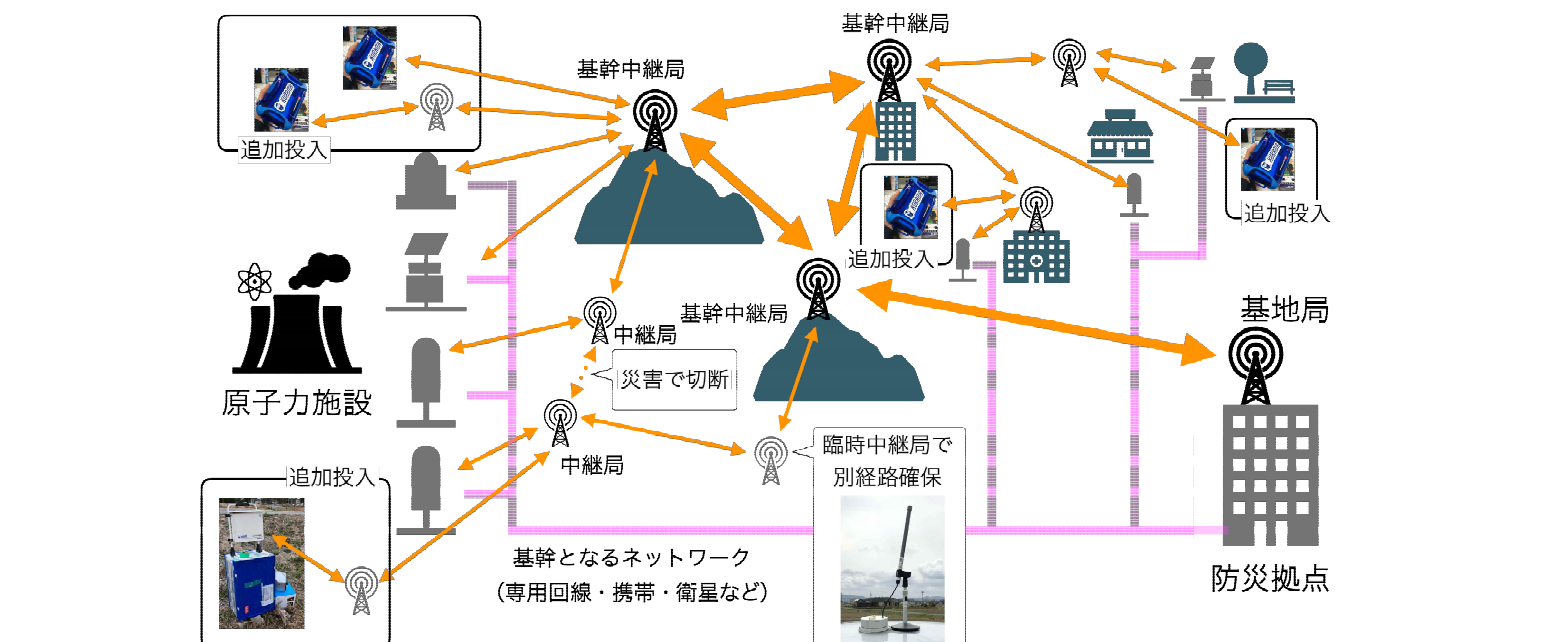 基幹中継局
基幹中継局
追加投入
追加投入
追加投入
基地局
基幹中継局
中継局
災害で切断
原子力施設
臨時中継局で
別経路確保
中継局
追加投入
基幹となるネットワーク
（専用回線・携帯・衛星など）
防災拠点